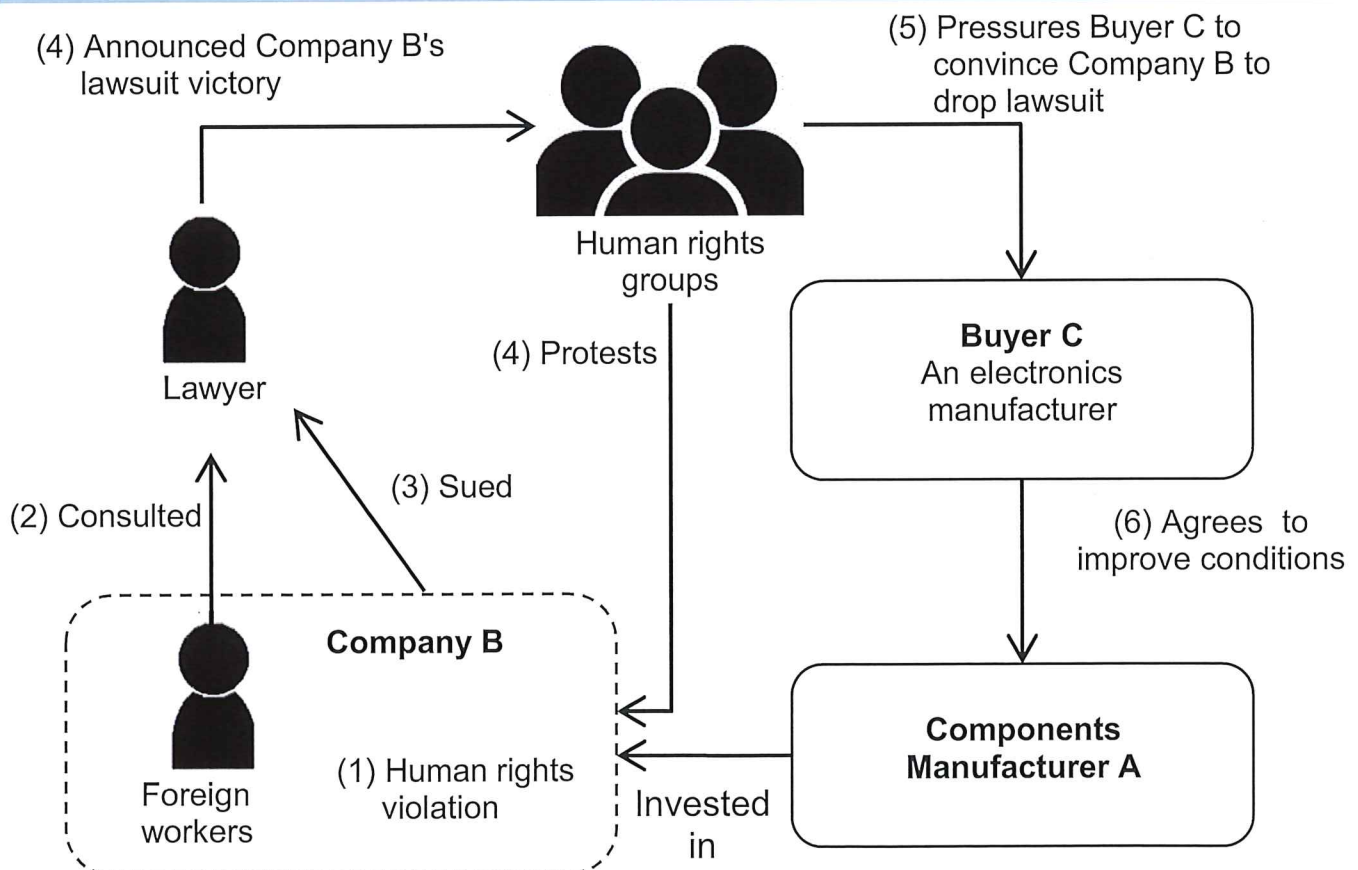 (4) Announced Company B's
lawsuit victory
(5) Pressures Buyer C to
convince Company B to
drop lawsuit
Human rights
groups
Lawyer
(4) Protests
Buyer C
An electronics
manufacturer
(2) Consulted
(3) Sued
(6) Agrees to
improve conditions
Company B
Foreign
workers
(1) Human rights
violation
Invested
in
Components
Manufacturer A